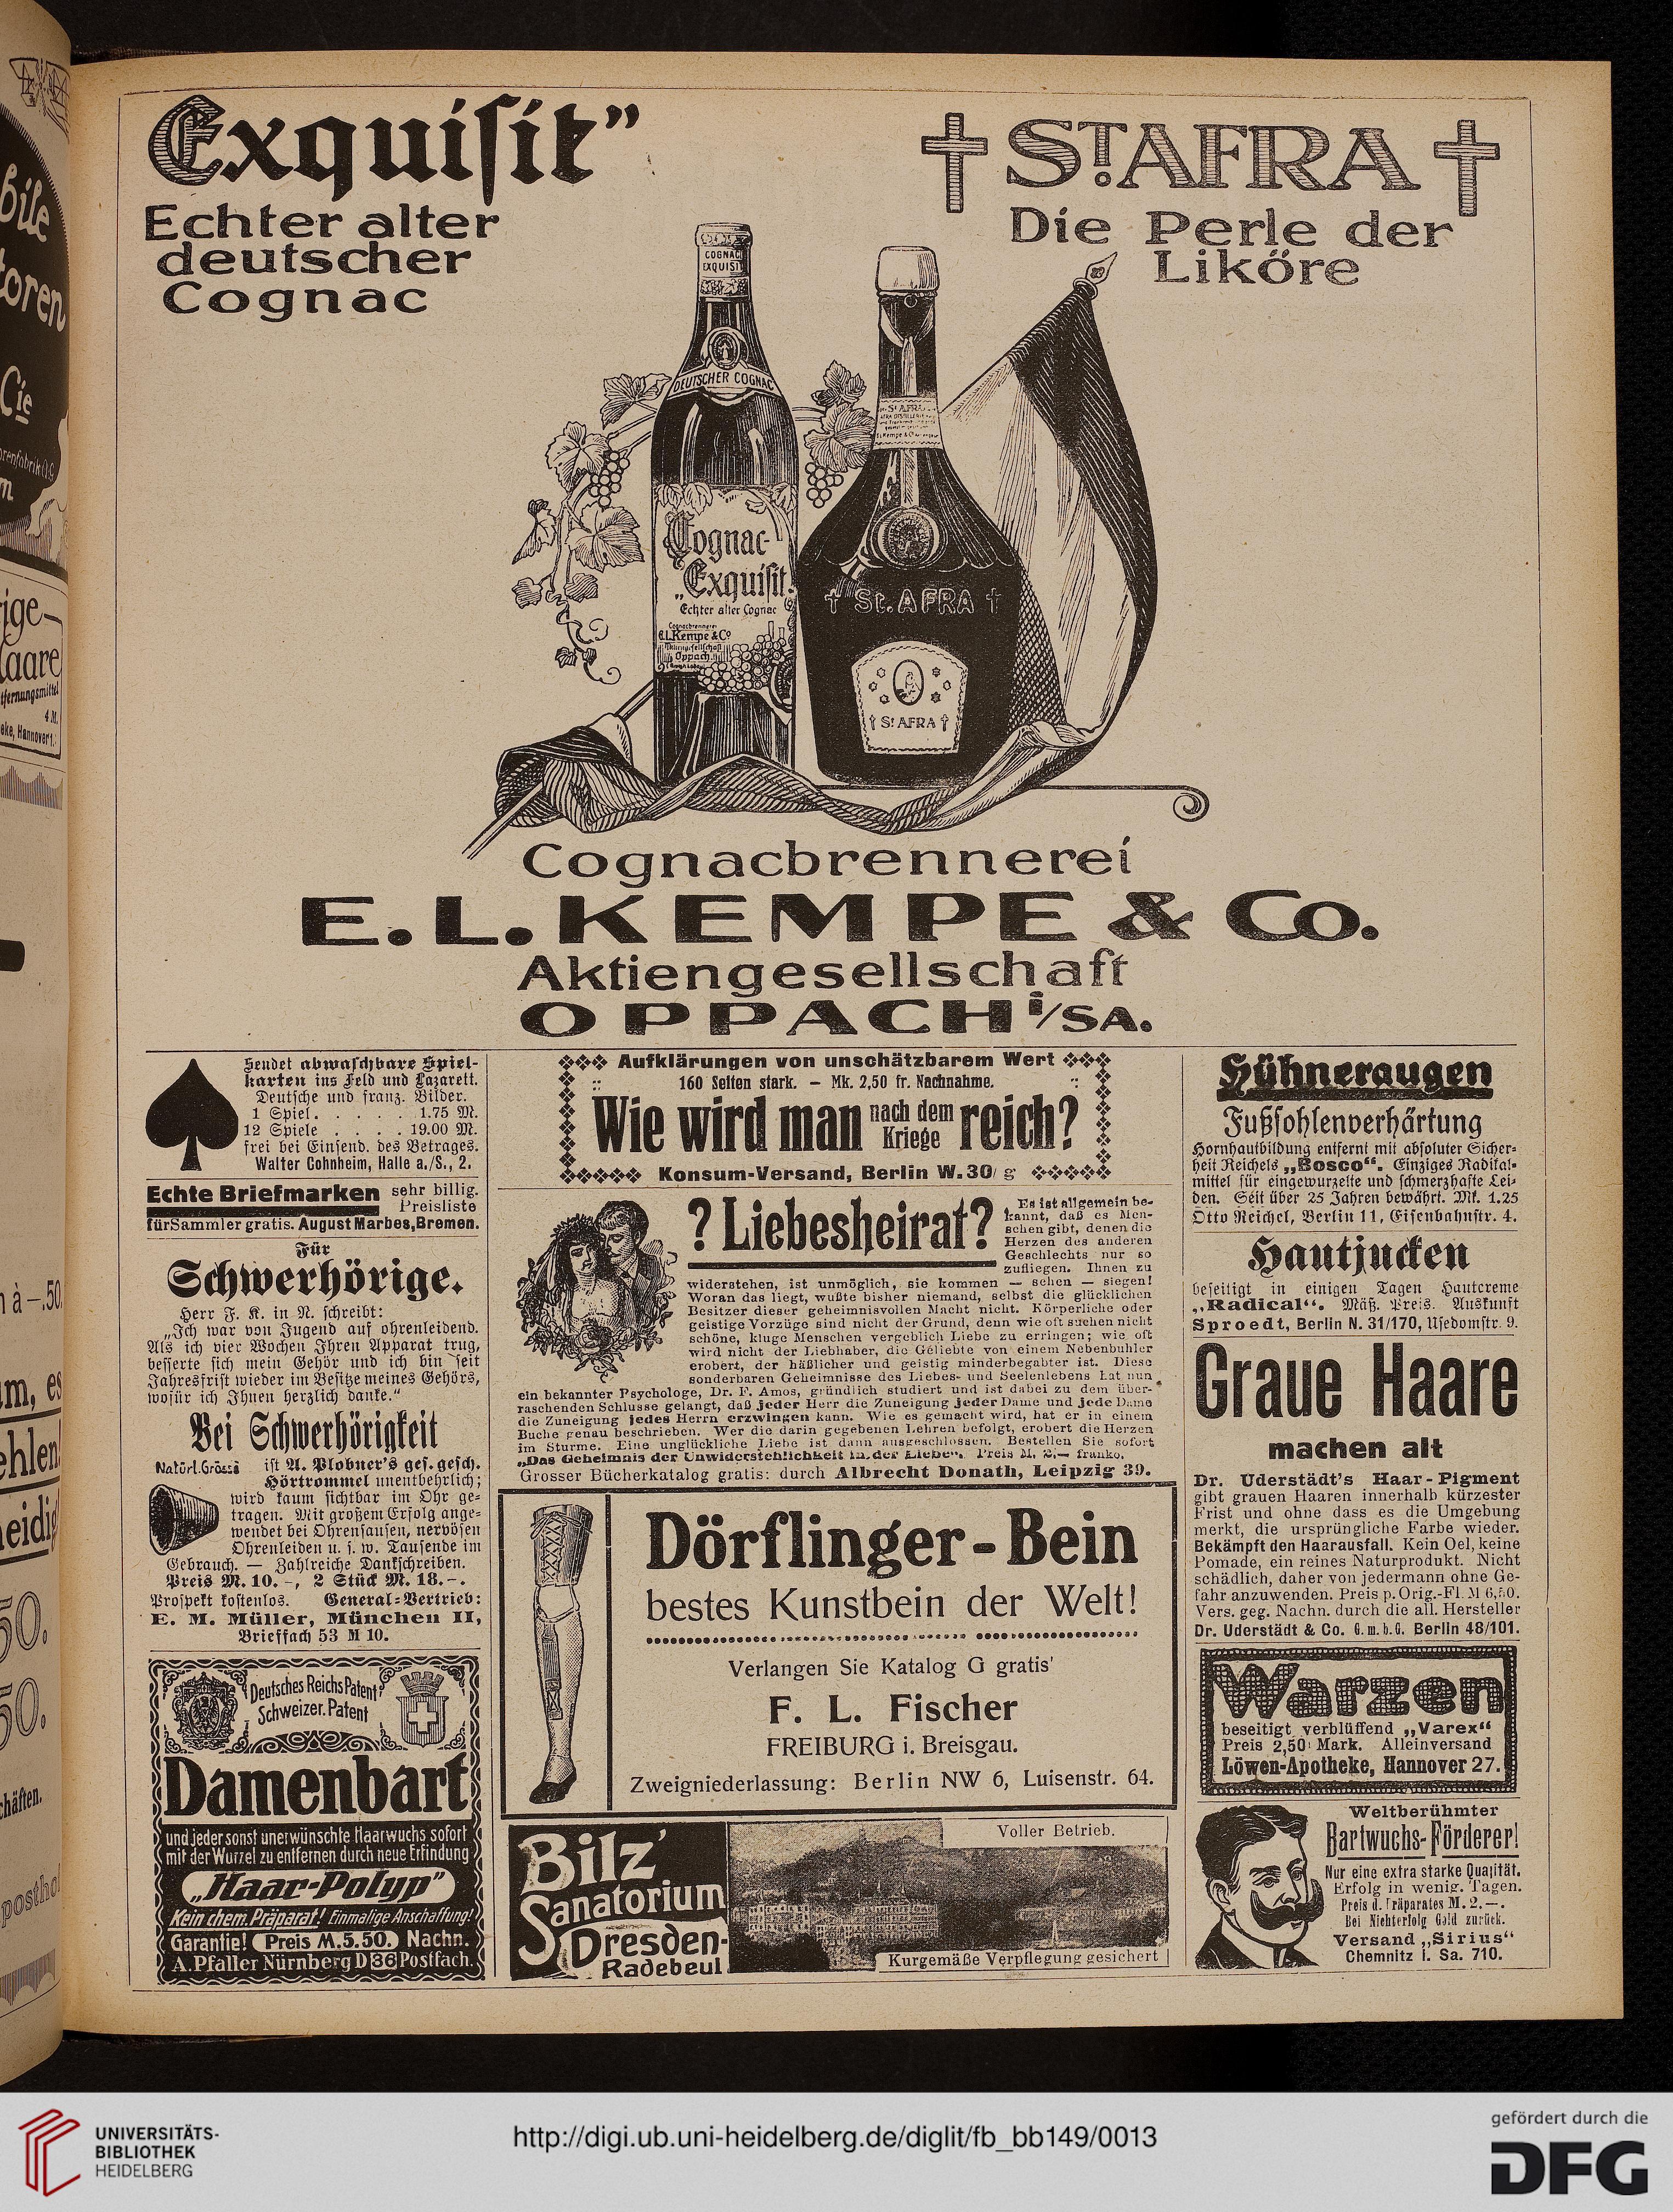 Exquisit"
Echter alter
deutscher
Cognac
† ST. AFRA †
Die Perle der
Liköre
COGNAC
EXQUISIT
DEUTSCHER COGNAC
Cognac-
„Exquisit"
Echter alter Cognac
Cognacbrennerei
E.L. Kempe & Co
Aktiengesellschaft
Oppach
† St. AFRA †
† St AFRA †
Cognacbrennerei
E. L. KEMPE & Co.
Aktiengesellschaft
OPPACH i/SA.
Sendet abwaschbare Spiel-
karten ins Feld und Lazarett.
Deutsche und franz. Bilder.
1 Spiel . . . . . 1.75 M.
12 Spiele . . . . 19.00 M.
frei bei Einsend. des Betrages.
Walter Cohnheim, Halle a./S., 2.
Echte Briefmarken sehr billig.
Preisliste
für Sammler gratis. August Marbes, Bremen.
Für
Schwerhörige.
Herr F. K. in N. schreibt:
„Ich war von Jugend auf ohrenleidend.
Als ich vier Wochen Ihren Apparat trug,
besserte sich mein Gehör und ich bin seit
Jahresfrist wieder im Besitze meines Gehörs,
wofür ich Ihnen herzlich danke."
Bei Schwerhörigkeit
Natürl. Grösse ist A. Plobner's ges. gesch.
Hörtrommel unentbehrlich;
wird kaum sichtbar im Ohr ge-
tragen. Mit großem Erfolg ange-
wendet bei Ohrensausen, nervösen
Ohrenleiden u. s. w. Tausende im
Gebrauch. — Zahlreiche Dankschreiben.
Preis M. 10.-, 2 Stück M. 18.-.
Prospekt kostenlos. General-Vertrieb:
E. M. Müller, München II,
Brieffach 53 M 10.
Deutsches Reichs Patent
Schweizer. Patent
Damenbart
und jeder sonst unerwünschte Haarwuchs sofort
mit der Wurzel zu entfernen durch neue Erfindung
„Haar-Polyp"
Kein chem. Präparat! Einmalige Anschaffung!
Garantie! Preis M. 5.50. Nachn.
A. Pfaller Nürnberg D 36 Postfach.
Aufklärungen von unschätzbarem Wert
160 Seiten stark. — Mk. 2,50 fr. Nachnahme.
Wie wird man nach dem Kriege reich?
Konsum-Versand, Berlin W. 30/ g
? Liebesheirat?
Es ist allgemein be-
kannt, daß es Men-
schen gibt, denen die
Herzen des anderen
Geschlechts nur so
zufliegen. Ihnen zu
widerstehen, ist unmöglich, sie kommen — sehen — siegen!
Woran das liegt, wußte bisher niemand, selbst die glücklichen
Besitzer dieser geheimnisvollen Macht nicht. Körperliche oder
geistige Vorzüge sind nicht der Grund, denn wie oft suchen nicht
schöne, kluge Menschen vergeblich Liebe zu erringen; wie oft
wird nicht der Liebhaber, die Geliebte von einem Nebenbuhler
erobert, der häßlicher und geistig minderbegabter ist. Diese
sonderbaren Geheimnisse des Liebes- und Seelenlebens hat nun
ein bekannter Psychologe, Dr. F. Amos, gründlich studiert und ist dabei zu dem über-
raschenden Schlusse gelangt, daß jeder Herr die Zuneigung jeder Dame und jede Dame
die Zuneigung jedes Herrn erzwingen kann. Wie es gemacht wird, hat er in einem
Buche genau beschrieben. Wer die darin gegebenen Lehren befolgt, erobert die Herzen
im Sturme. Eine unglückliche Liebe ist dann ausgeschlossen. Bestellen Sie sofort
„Das Geheimnis der Unwiderstehlichkeit in der Liebe". Preis M. 2,— franko.
Grosser Bücherkatalog gratis: durch Albrecht Donath, Leipzig 39.
Dörflinger-Bein
bestes Kunstbein der Welt!
Verlangen Sie Katalog G gratis
F. L. Fischer
FREIBURG i. Breisgau.
Zweigniederlassung: Berlin NW 6, Luisenstr. 64.
Bilz'
Sanatorium
Dresden-
Radebeul
Voller Betrieb.
Kurgemäße Verpflegung gesichert
Hühneraugen
Fußsohlenverhärtung
Hornhautbildung entfernt mit absoluter Sicher-
heit Reichels „Bosco". Einziges Radikal-
mittel für eingewurzelte und schmerzhafte Lei-
den. Seit über 25 Jahren bewährt. Mk. 1.25
Otto Reichel, Berlin 11, Eisenbahnstr. 4.
Hautjucken
beseitigt in einigen Tagen Hautcreme
„Radical". Mäß. Preis. Auskunft
Sproedt, Berlin N. 31/170, Usedomstr. 9.
Graue Haare
machen alt
Dr. Uderstädt's Haar-Pigment
gibt grauen Haaren innerhalb kürzester
Frist und ohne dass es die Umgebung
merkt, die ursprüngliche Farbe wieder.
Bekämpft den Haarausfall. Kein Oel, keine
Pomade, ein reines Naturprodukt. Nicht
schädlich, daher von jedermann ohne Ge-
fahr anzuwenden. Preis p. Orig.-Fl. M 6,50.
Vers. geg. Nachn. durch die all. Hersteller
Dr. Uderstädt & Co. G. m. b. G. Berlin 48/101.
Warzen
beseitigt verblüffend „Varex"
Preis 2,50 Mark. Alleinversand
Löwen-Apotheke, Hannover 27.
Weltberühmter
Bartwuchs-Förderer!
Nur eine extra starke Qualität.
Erfolg in wenig. Tagen.
Preis d. Präparates M. 2.—.
Bei Nichterfolg Geld zurück.
Versand „Sirius"
Chemnitz i. Sa. 710.
UNIVERSITÄTS-
BIBLIOTHEK
HEIDELBERG
http://digi.ub.uni-heidelberg.de/diglit/fb_bb149/0013
gefördert durch die
DFG